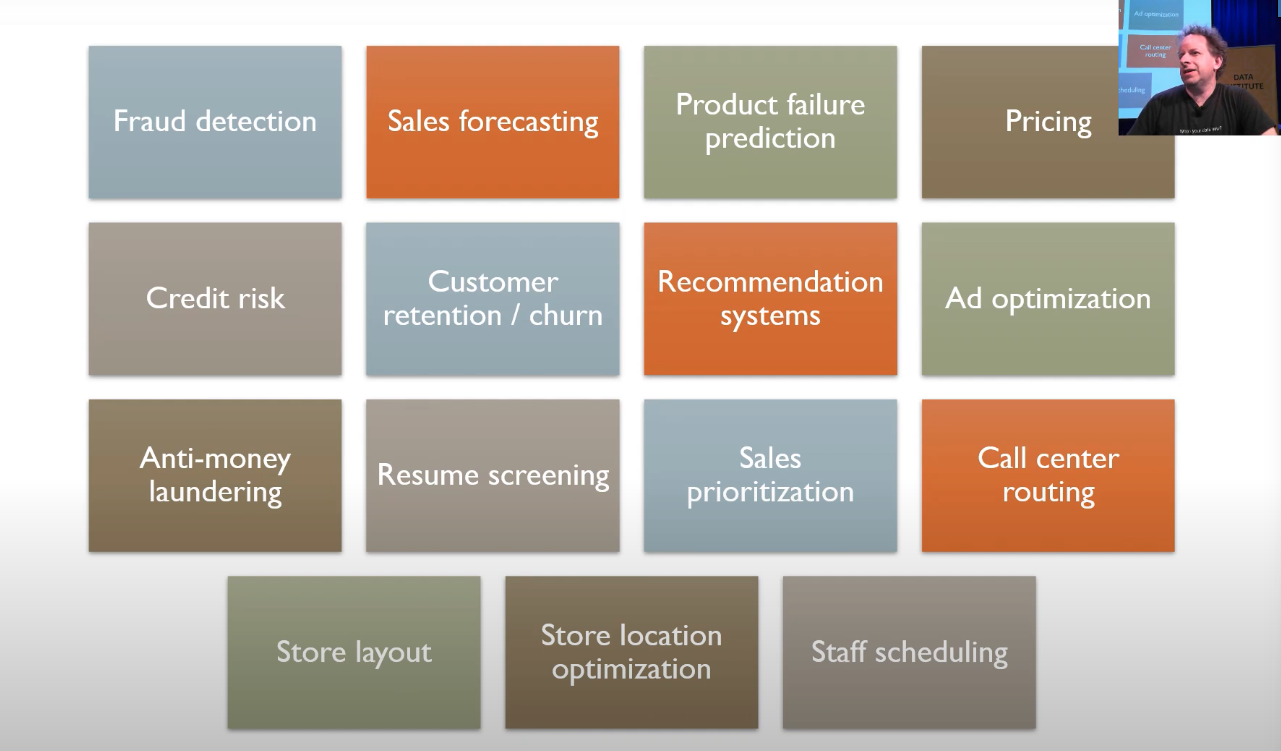 Fraud detection
Sales forecasting
Product failure
prediction
Pricing
Credit risk
Customer
retention / churn
Recommendation
systems
Ad optimization
Anti-money
laundering
Resume screening
Sales
prioritization
Call center
routing
Store layout
Store location
optimization
Staff scheduling
Ad optimization
Call center
routing
scheduling
DATA